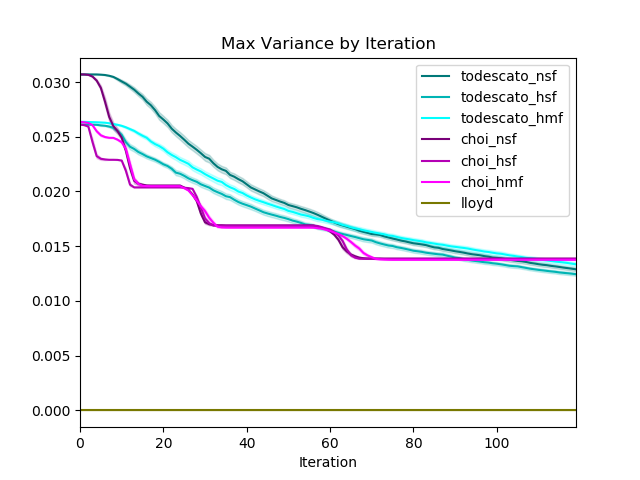 Max Variance by Iteration
0.030
0.025
0.020
0.015
0.010
0.005
0.000
0
20
40
60
80
100
Iteration
todescato_nsf
todescato_hsf
todescato_hmf
choi_nsf
choi_hsf
choi_hmf
lloyd